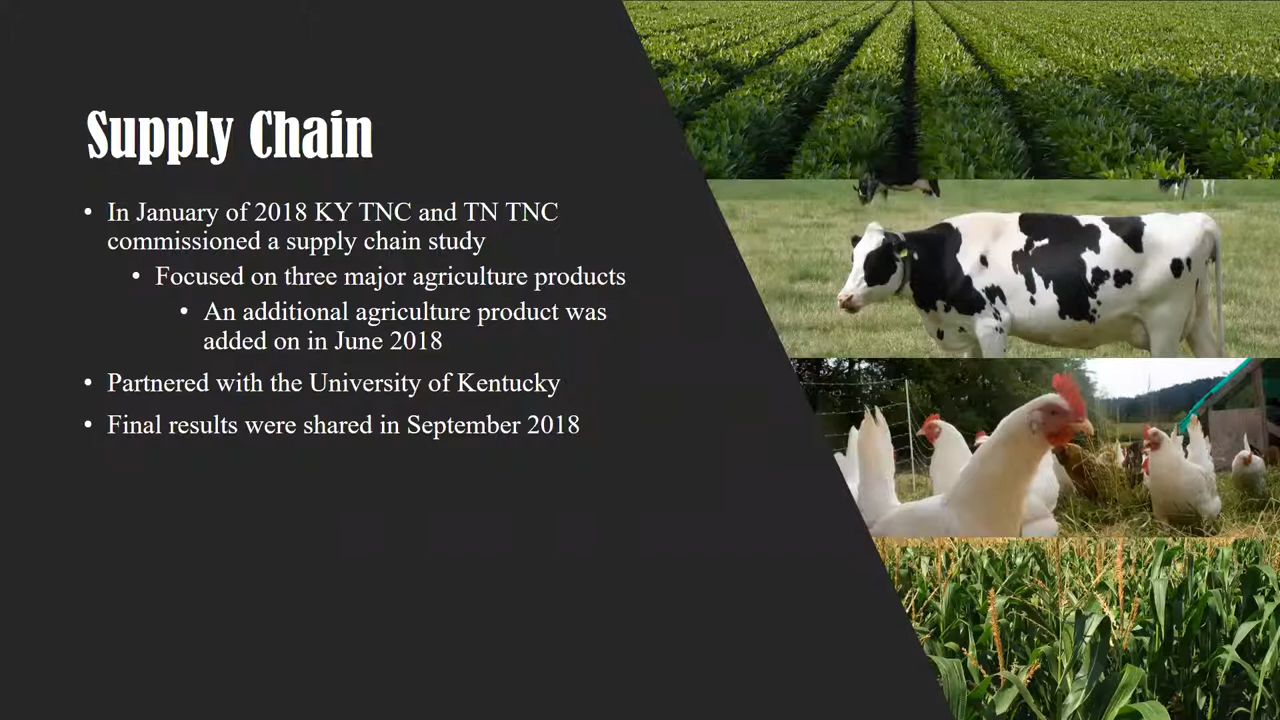 Supply Chain
• In January of 2018 KY TNC and TN TNC
commissioned a supply chain study
• Focused on three major agriculture products
• An additional agriculture product was
added on in June 2018
• Partnered with the University of Kentucky
• Final results were shared in September 2018